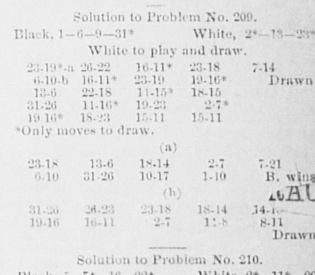 Solution to Problem No. 209.
Black, 1—6—9—31* White, 2*—18—23*
White to play and draw.
23-19*-a 26-22 16-11* 23-18 7-14
6-10-b 16-11* 23-19 19-16* Drawn
13-6 22-18 11-15* 18-15
31-26 11-16* 19-23 2-7*
19-16* 18-23 15-11 15-11
*Only moves to draw.
(a)
23-18 13-6 18-14 2-7 7-21
6-10 31-26 10-17 1-10 B. wins
(b)
31-26 26-23 23-18 18-14
19-16 16-11 2-7 8-11
Drawn
Solution to Problem No. 210.